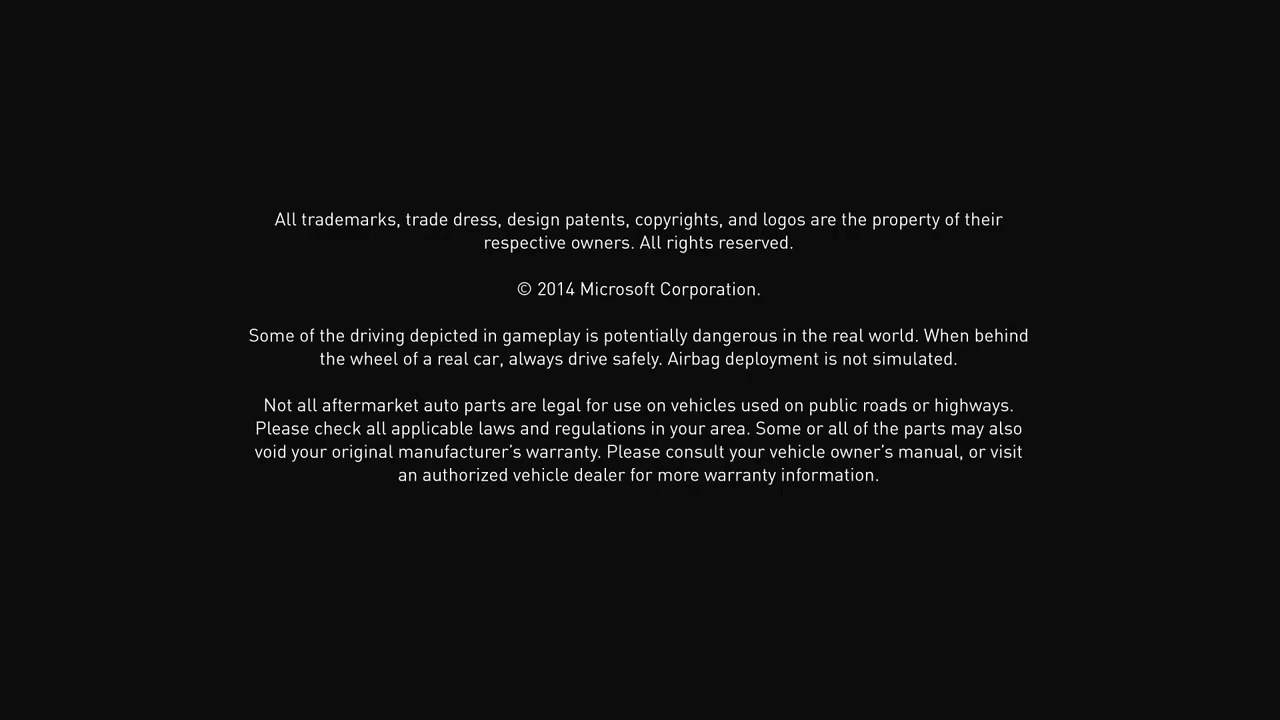 All trademarks, trade dress, design patents, copyrights, and logos are the property of their
respective owners. All rights reserved.
© 2014 Microsoft Corporation.
Some of the driving depicted in gameplay is potentially dangerous in the real world. When behind
the wheel of a real car, always drive safely. Airbag deployment is not simulated.
Not all aftermarket auto parts are legal for use on vehicles used on public roads or highways.
Please check all applicable laws and regulations in your area. Some or all of the parts may also
void your original manufacturer’s warranty. Please consult your vehicle owner’s manual, or visit
an authorized vehicle dealer for more warranty information.